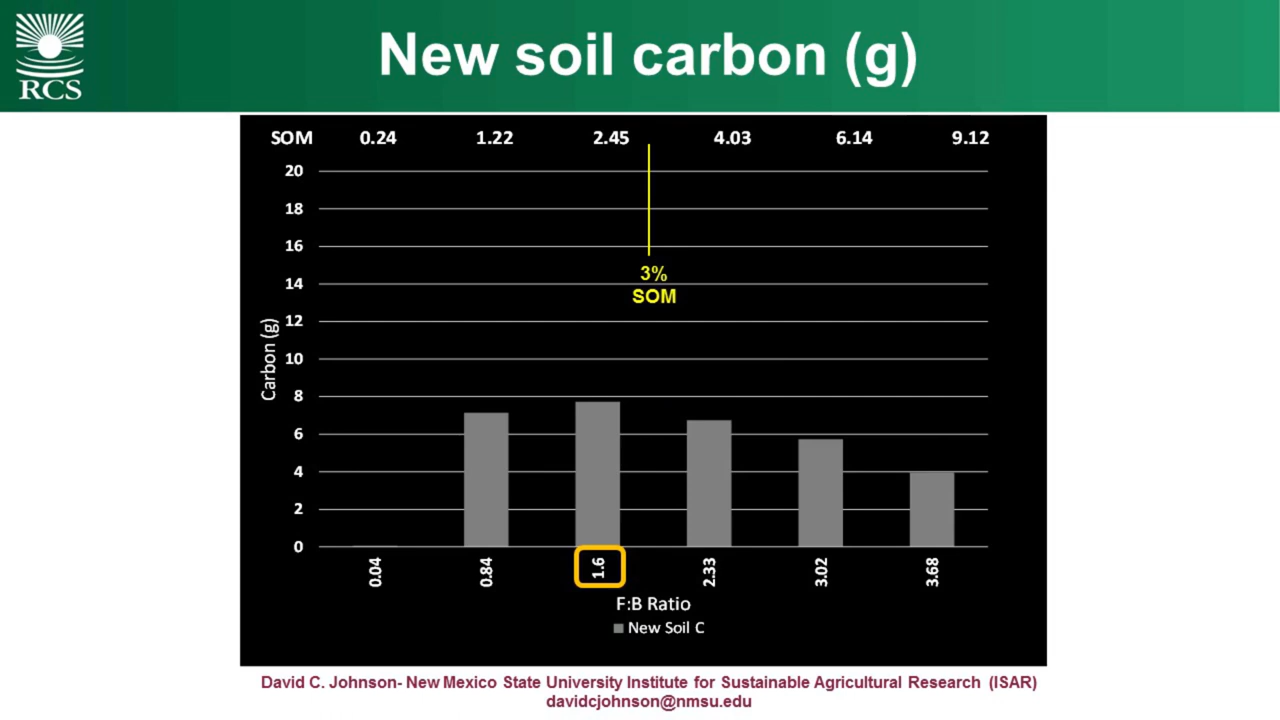 New soil carbon (g)
RCS
SOM 0.24 1.22 2.45 4.03 6.14 9.12
20
18
16
3%
14
SOM
12
10
Carbon (g)
8
6
4
2
0
0.04 0.84 1.6 2.33 3.02 3.68
F:B Ratio
New Soil C
David C. Johnson- New Mexico State University Institute for Sustainable Agricultural Research (ISAR)
davidcjohnson@nmsu.edu